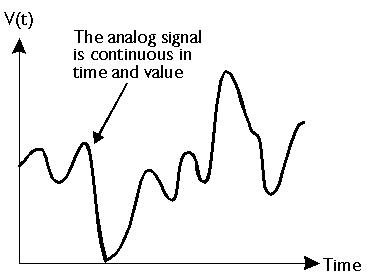 V(t)
The analog signal
is continuous in
time and value
Time